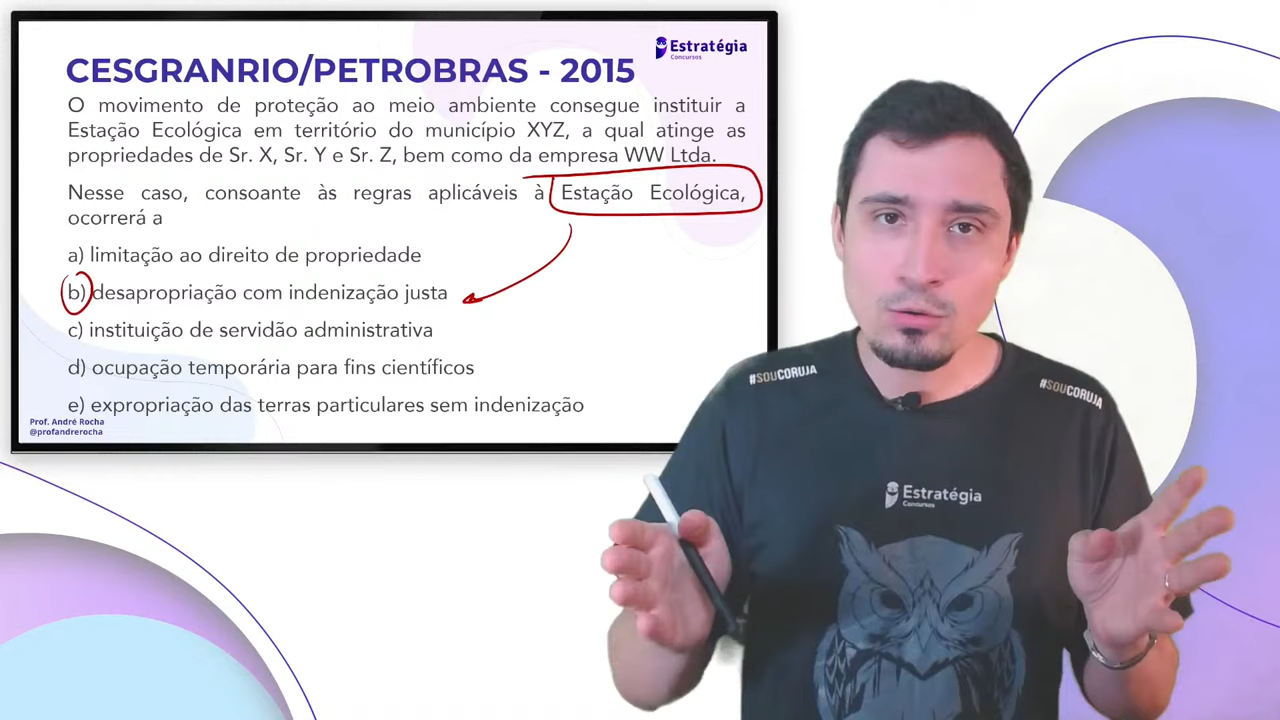 Estratégia
Concursos
CESGRANRIO/PETROBRAS - 2015
O movimento de proteção ao meio ambiente consegue instituir a
Estação Ecológica em território do município XYZ, a qual atinge as
propriedades de Sr. X, Sr. Y e Sr. Z, bem como da empresa WW Ltda.
Nesse caso, consoante às regras aplicáveis à Estação Ecológica,
ocorrerá a
a) limitação ao direito de propriedade
b) desapropriação com indenização justa
c) instituição de servidão administrativa
d) ocupação temporária para fins científicos
e) expropriação das terras particulares sem indenização
Prof. André Rocha
@profandrerocha
#SOUCORUJA
#SOUCORUJA
Estratégia
Concursos